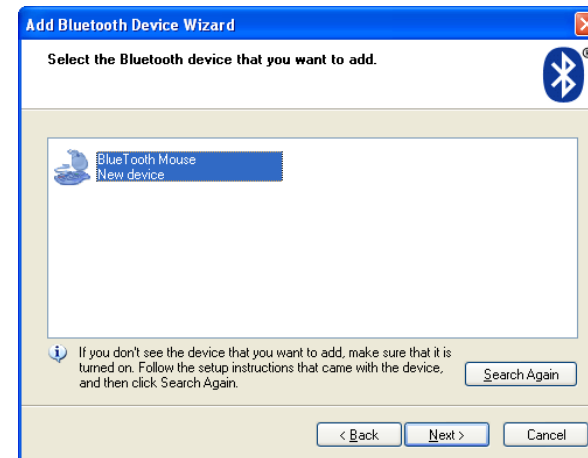 Add Bluetooth Device Wizard
Select the Bluetooth device that you want to add.
BlueTooth Mouse
New device
If you don't see the device that you want to add, make sure that it is
turned on. Follow the setup instructions that came with the device,
and then click Search Again.
Search Again
< Back
Next >
Cancel